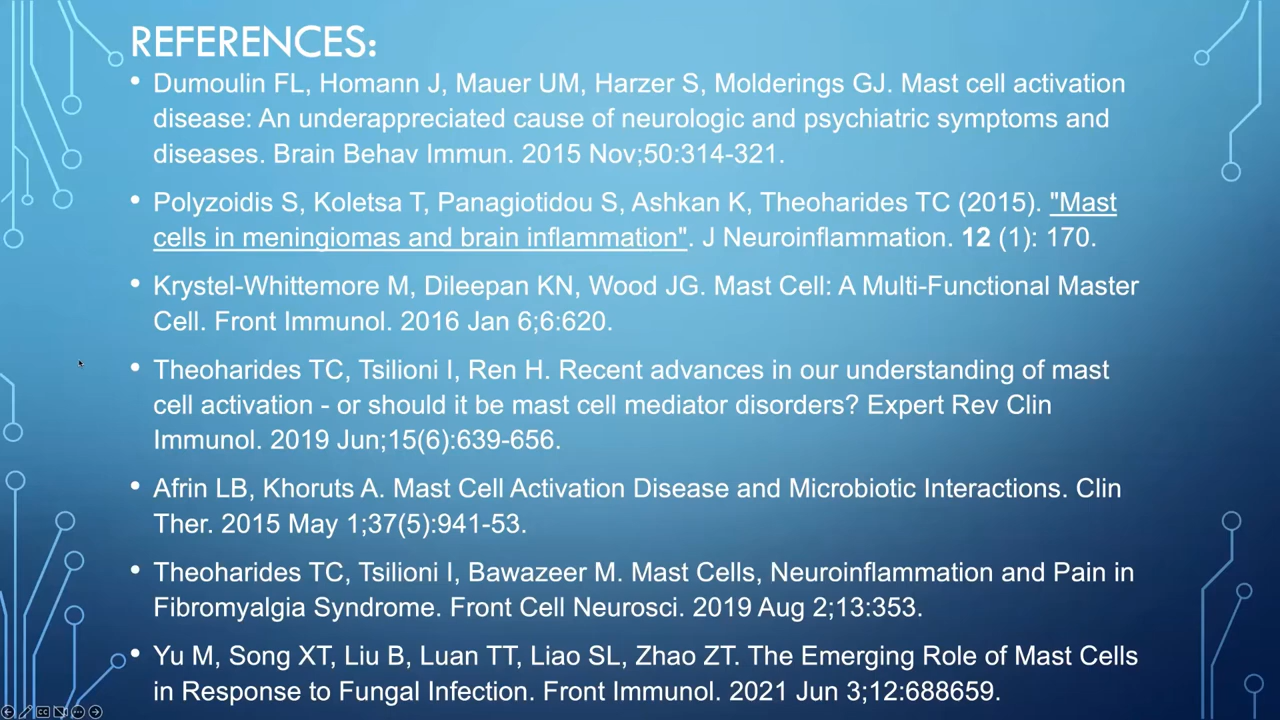 REFERENCES:
• Dumoulin FL, Homann J, Mauer UM, Harzer S, Molderings GJ. Mast cell activation
disease: An underappreciated cause of neurologic and psychiatric symptoms and
diseases. Brain Behav Immun. 2015 Nov;50:314-321.
• Polyzoidis S, Koletsa T, Panagiotidou S, Ashkan K, Theoharides TC (2015). "Mast
cells in meningiomas and brain inflammation". J Neuroinflammation. 12 (1): 170.
• Krystel-Whittemore M, Dileepan KN, Wood JG. Mast Cell: A Multi-Functional Master
Cell. Front Immunol. 2016 Jan 6;6:620.
• Theoharides TC, Tsilioni I, Ren H. Recent advances in our understanding of mast
cell activation - or should it be mast cell mediator disorders? Expert Rev Clin
Immunol. 2019 Jun;15(6):639-656.
• Afrin LB, Khoruts A. Mast Cell Activation Disease and Microbiotic Interactions. Clin
Ther. 2015 May 1;37(5):941-53.
• Theoharides TC, Tsilioni I, Bawazeer M. Mast Cells, Neuroinflammation and Pain in
Fibromyalgia Syndrome. Front Cell Neurosci. 2019 Aug 2;13:353.
• Yu M, Song XT, Liu B, Luan TT, Liao SL, Zhao ZT. The Emerging Role of Mast Cells
in Response to Fungal Infection. Front Immunol. 2021 Jun 3;12:688659.